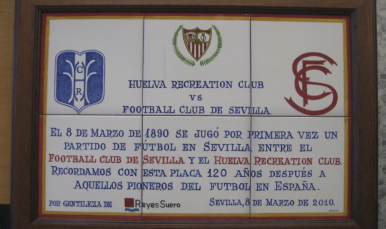 HUELVA RECREATION CLUB
VS
FOOTBALL CLUB DE SEVILLA
EL 8 DE MARZO DE 1890 SE JUGÓ POR PRIMERA VEZ UN
PARTIDO DE FÚTBOL EN SEVILLA ENTRE EL
FOOTBALL CLUB DE SEVILLA Y EL HUELVA RECREATION CLUB.
RECORDAMOS CON ESTA PLACA 120 AÑOS DESPUÉS A
AQUELLOS PIONEROS DEL FUTBOL EN ESPAÑA.
POR GENTILEZA DE Reyes Suero SEVILLA, 8 DE MARZO DE 2010.